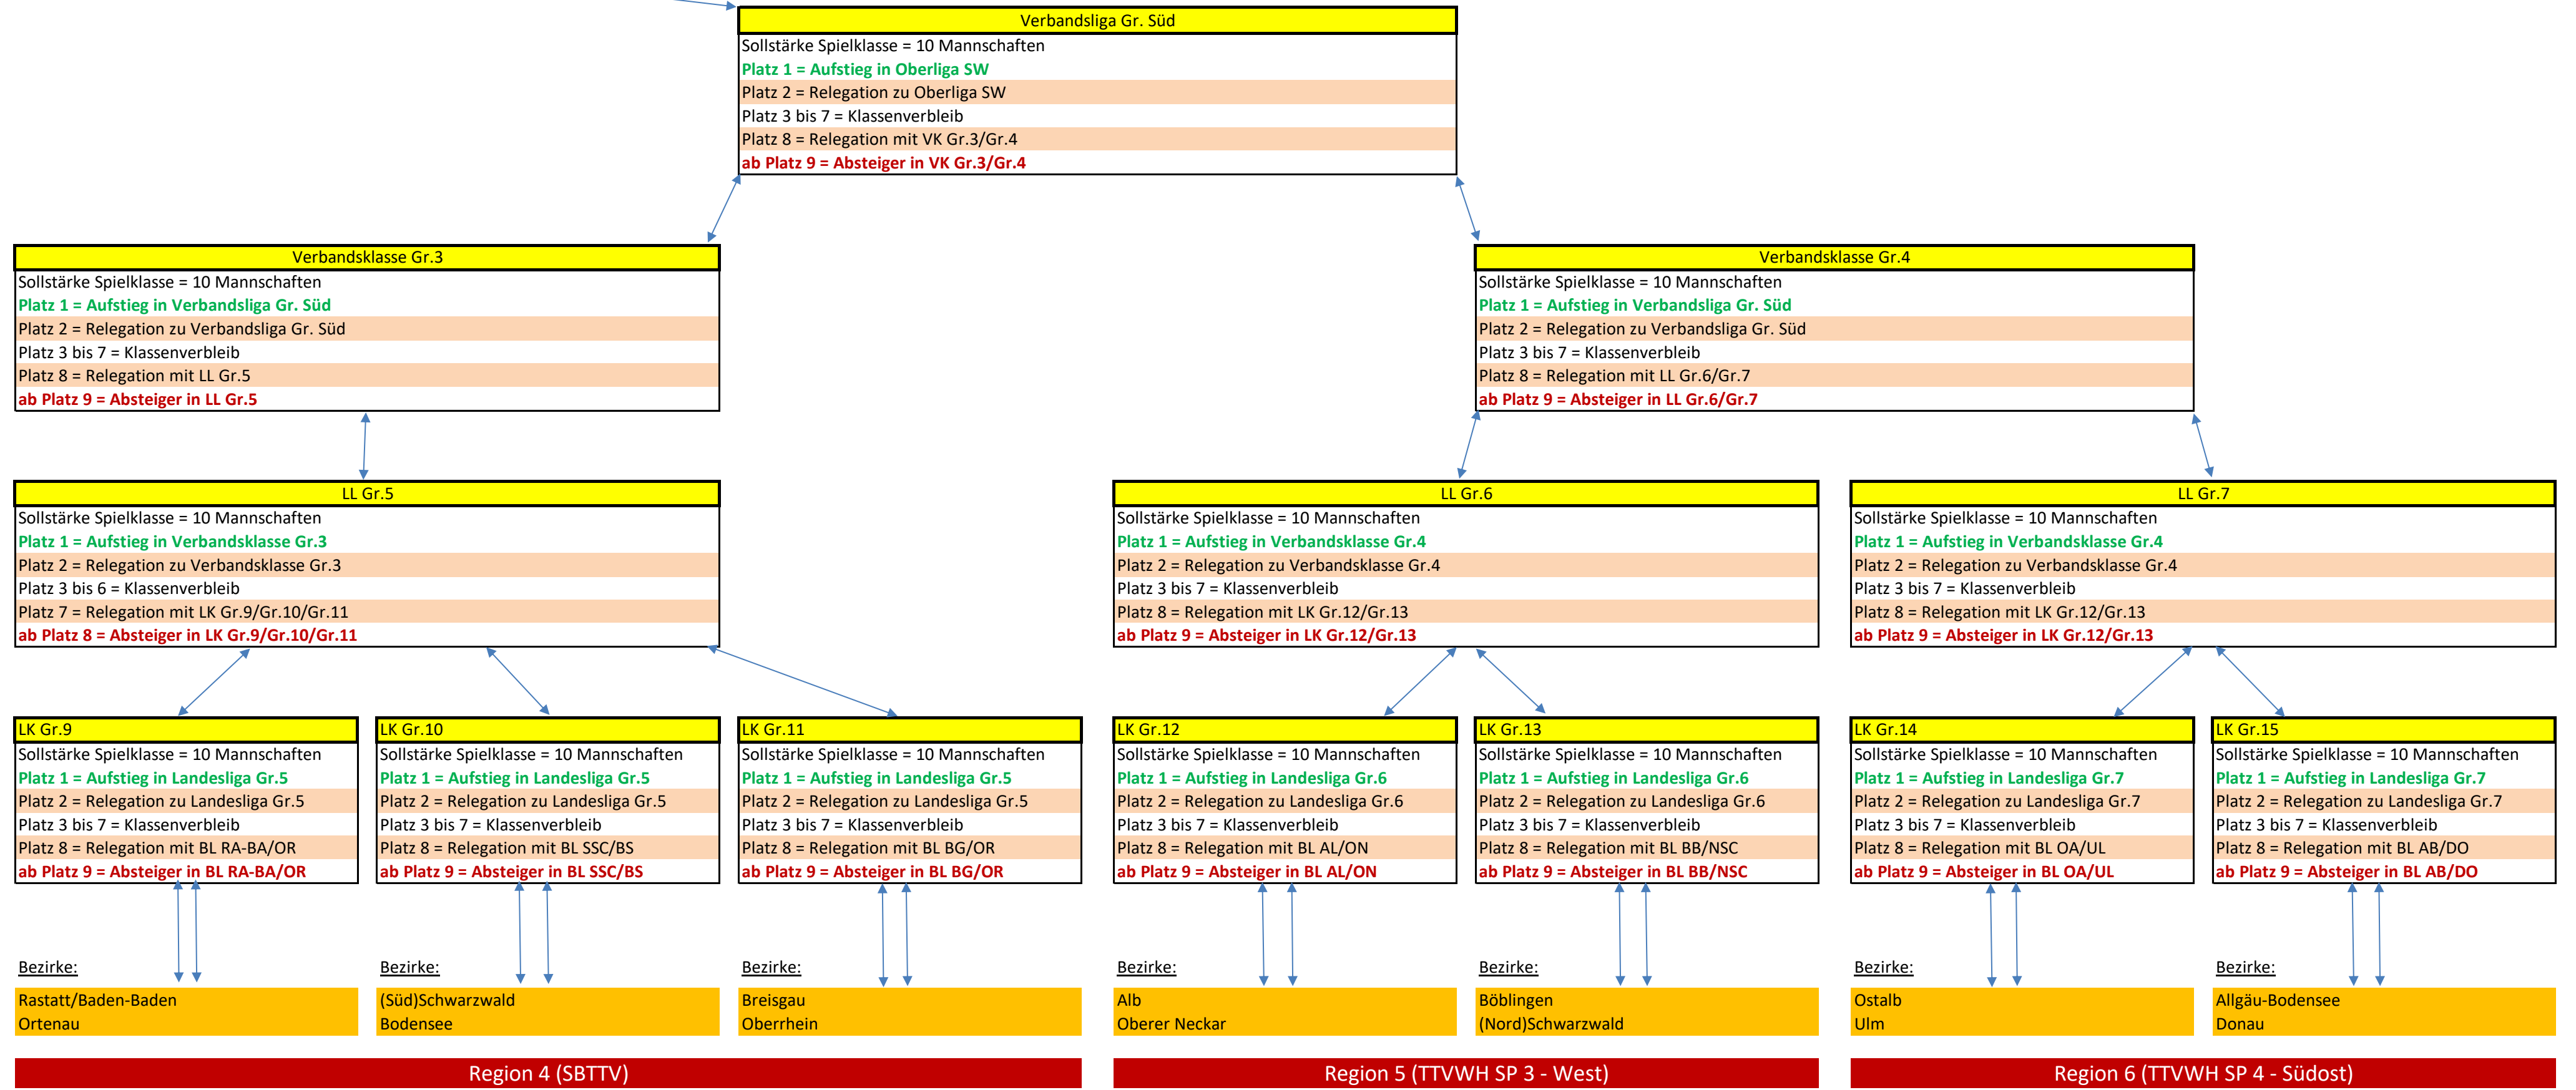 Verbandsliga Gr. Süd
Sollstärke Spielklasse = 10 Mannschaften
Platz 1 = Aufstieg in Oberliga SW
Platz 2 = Relegation zu Oberliga SW
Platz 3 bis 7 = Klassenverbleib
Platz 8 = Relegation mit VK Gr.3/Gr.4
ab Platz 9 = Absteiger in VK Gr.3/Gr.4
Verbandsklasse Gr.3
Sollstärke Spielklasse = 10 Mannschaften
Platz 1 = Aufstieg in Verbandsliga Gr. Süd
Platz 2 = Relegation zu Verbandsliga Gr. Süd
Platz 3 bis 7 = Klassenverbleib
Platz 8 = Relegation mit LL Gr.5
ab Platz 9 = Absteiger in LL Gr.5
Verbandsklasse Gr.4
Sollstärke Spielklasse = 10 Mannschaften
Platz 1 = Aufstieg in Verbandsliga Gr. Süd
Platz 2 = Relegation zu Verbandsliga Gr. Süd
Platz 3 bis 7 = Klassenverbleib
Platz 8 = Relegation mit LL Gr.6/Gr.7
ab Platz 9 = Absteiger in LL Gr.6/Gr.7
LL Gr.5
Sollstärke Spielklasse = 10 Mannschaften
Platz 1 = Aufstieg in Verbandsklasse Gr.3
Platz 2 = Relegation zu Verbandsklasse Gr.3
Platz 3 bis 6 = Klassenverbleib
Platz 7 = Relegation mit LK Gr.9/Gr.10/Gr.11
ab Platz 8 = Absteiger in LK Gr.9/Gr.10/Gr.11
LL Gr.6
Sollstärke Spielklasse = 10 Mannschaften
Platz 1 = Aufstieg in Verbandsklasse Gr.4
Platz 2 = Relegation zu Verbandsklasse Gr.4
Platz 3 bis 7 = Klassenverbleib
Platz 8 = Relegation mit LK Gr.12/Gr.13
ab Platz 9 = Absteiger in LK Gr.12/Gr.13
LL Gr.7
Sollstärke Spielklasse = 10 Mannschaften
Platz 1 = Aufstieg in Verbandsklasse Gr.4
Platz 2 = Relegation zu Verbandsklasse Gr.4
Platz 3 bis 7 = Klassenverbleib
Platz 8 = Relegation mit LK Gr.12/Gr.13
ab Platz 9 = Absteiger in LK Gr.12/Gr.13
LK Gr.9
Sollstärke Spielklasse = 10 Mannschaften
Platz 1 = Aufstieg in Landesliga Gr.5
Platz 2 = Relegation zu Landesliga Gr.5
Platz 3 bis 7 = Klassenverbleib
Platz 8 = Relegation mit BL RA-BA/OR
ab Platz 9 = Absteiger in BL RA-BA/OR
LK Gr.10
Sollstärke Spielklasse = 10 Mannschaften
Platz 1 = Aufstieg in Landesliga Gr.5
Platz 2 = Relegation zu Landesliga Gr.5
Platz 3 bis 7 = Klassenverbleib
Platz 8 = Relegation mit BL SSC/BS
ab Platz 9 = Absteiger in BL SSC/BS
LK Gr.11
Sollstärke Spielklasse = 10 Mannschaften
Platz 1 = Aufstieg in Landesliga Gr.5
Platz 2 = Relegation zu Landesliga Gr.5
Platz 3 bis 7 = Klassenverbleib
Platz 8 = Relegation mit BL BG/OR
ab Platz 9 = Absteiger in BL BG/OR
LK Gr.12
Sollstärke Spielklasse = 10 Mannschaften
Platz 1 = Aufstieg in Landesliga Gr.6
Platz 2 = Relegation zu Landesliga Gr.6
Platz 3 bis 7 = Klassenverbleib
Platz 8 = Relegation mit BL AL/ON
ab Platz 9 = Absteiger in BL AL/ON
LK Gr.13
Sollstärke Spielklasse = 10 Mannschaften
Platz 1 = Aufstieg in Landesliga Gr.6
Platz 2 = Relegation zu Landesliga Gr.6
Platz 3 bis 7 = Klassenverbleib
Platz 8 = Relegation mit BL BB/NSC
ab Platz 9 = Absteiger in BL BB/NSC
LK Gr.14
Sollstärke Spielklasse = 10 Mannschaften
Platz 1 = Aufstieg in Landesliga Gr.7
Platz 2 = Relegation zu Landesliga Gr.7
Platz 3 bis 7 = Klassenverbleib
Platz 8 = Relegation mit BL OA/UL
ab Platz 9 = Absteiger in BL OA/UL
LK Gr.15
Sollstärke Spielklasse = 10 Mannschaften
Platz 1 = Aufstieg in Landesliga Gr.7
Platz 2 = Relegation zu Landesliga Gr.7
Platz 3 bis 7 = Klassenverbleib
Platz 8 = Relegation mit BL AB/DO
ab Platz 9 = Absteiger in BL AB/DO
Bezirke:
Rastatt/Baden-Baden
Ortenau
Bezirke:
(Süd)Schwarzwald
Bodensee
Bezirke:
Breisgau
Oberrhein
Bezirke:
Alb
Oberer Neckar
Bezirke:
Böblingen
(Nord)Schwarzwald
Bezirke:
Ostalb
Ulm
Bezirke:
Allgäu-Bodensee
Donau
Region 4 (SBTTV)
Region 5 (TTVWH SP 3 - West)
Region 6 (TTVWH SP 4 - Südost)